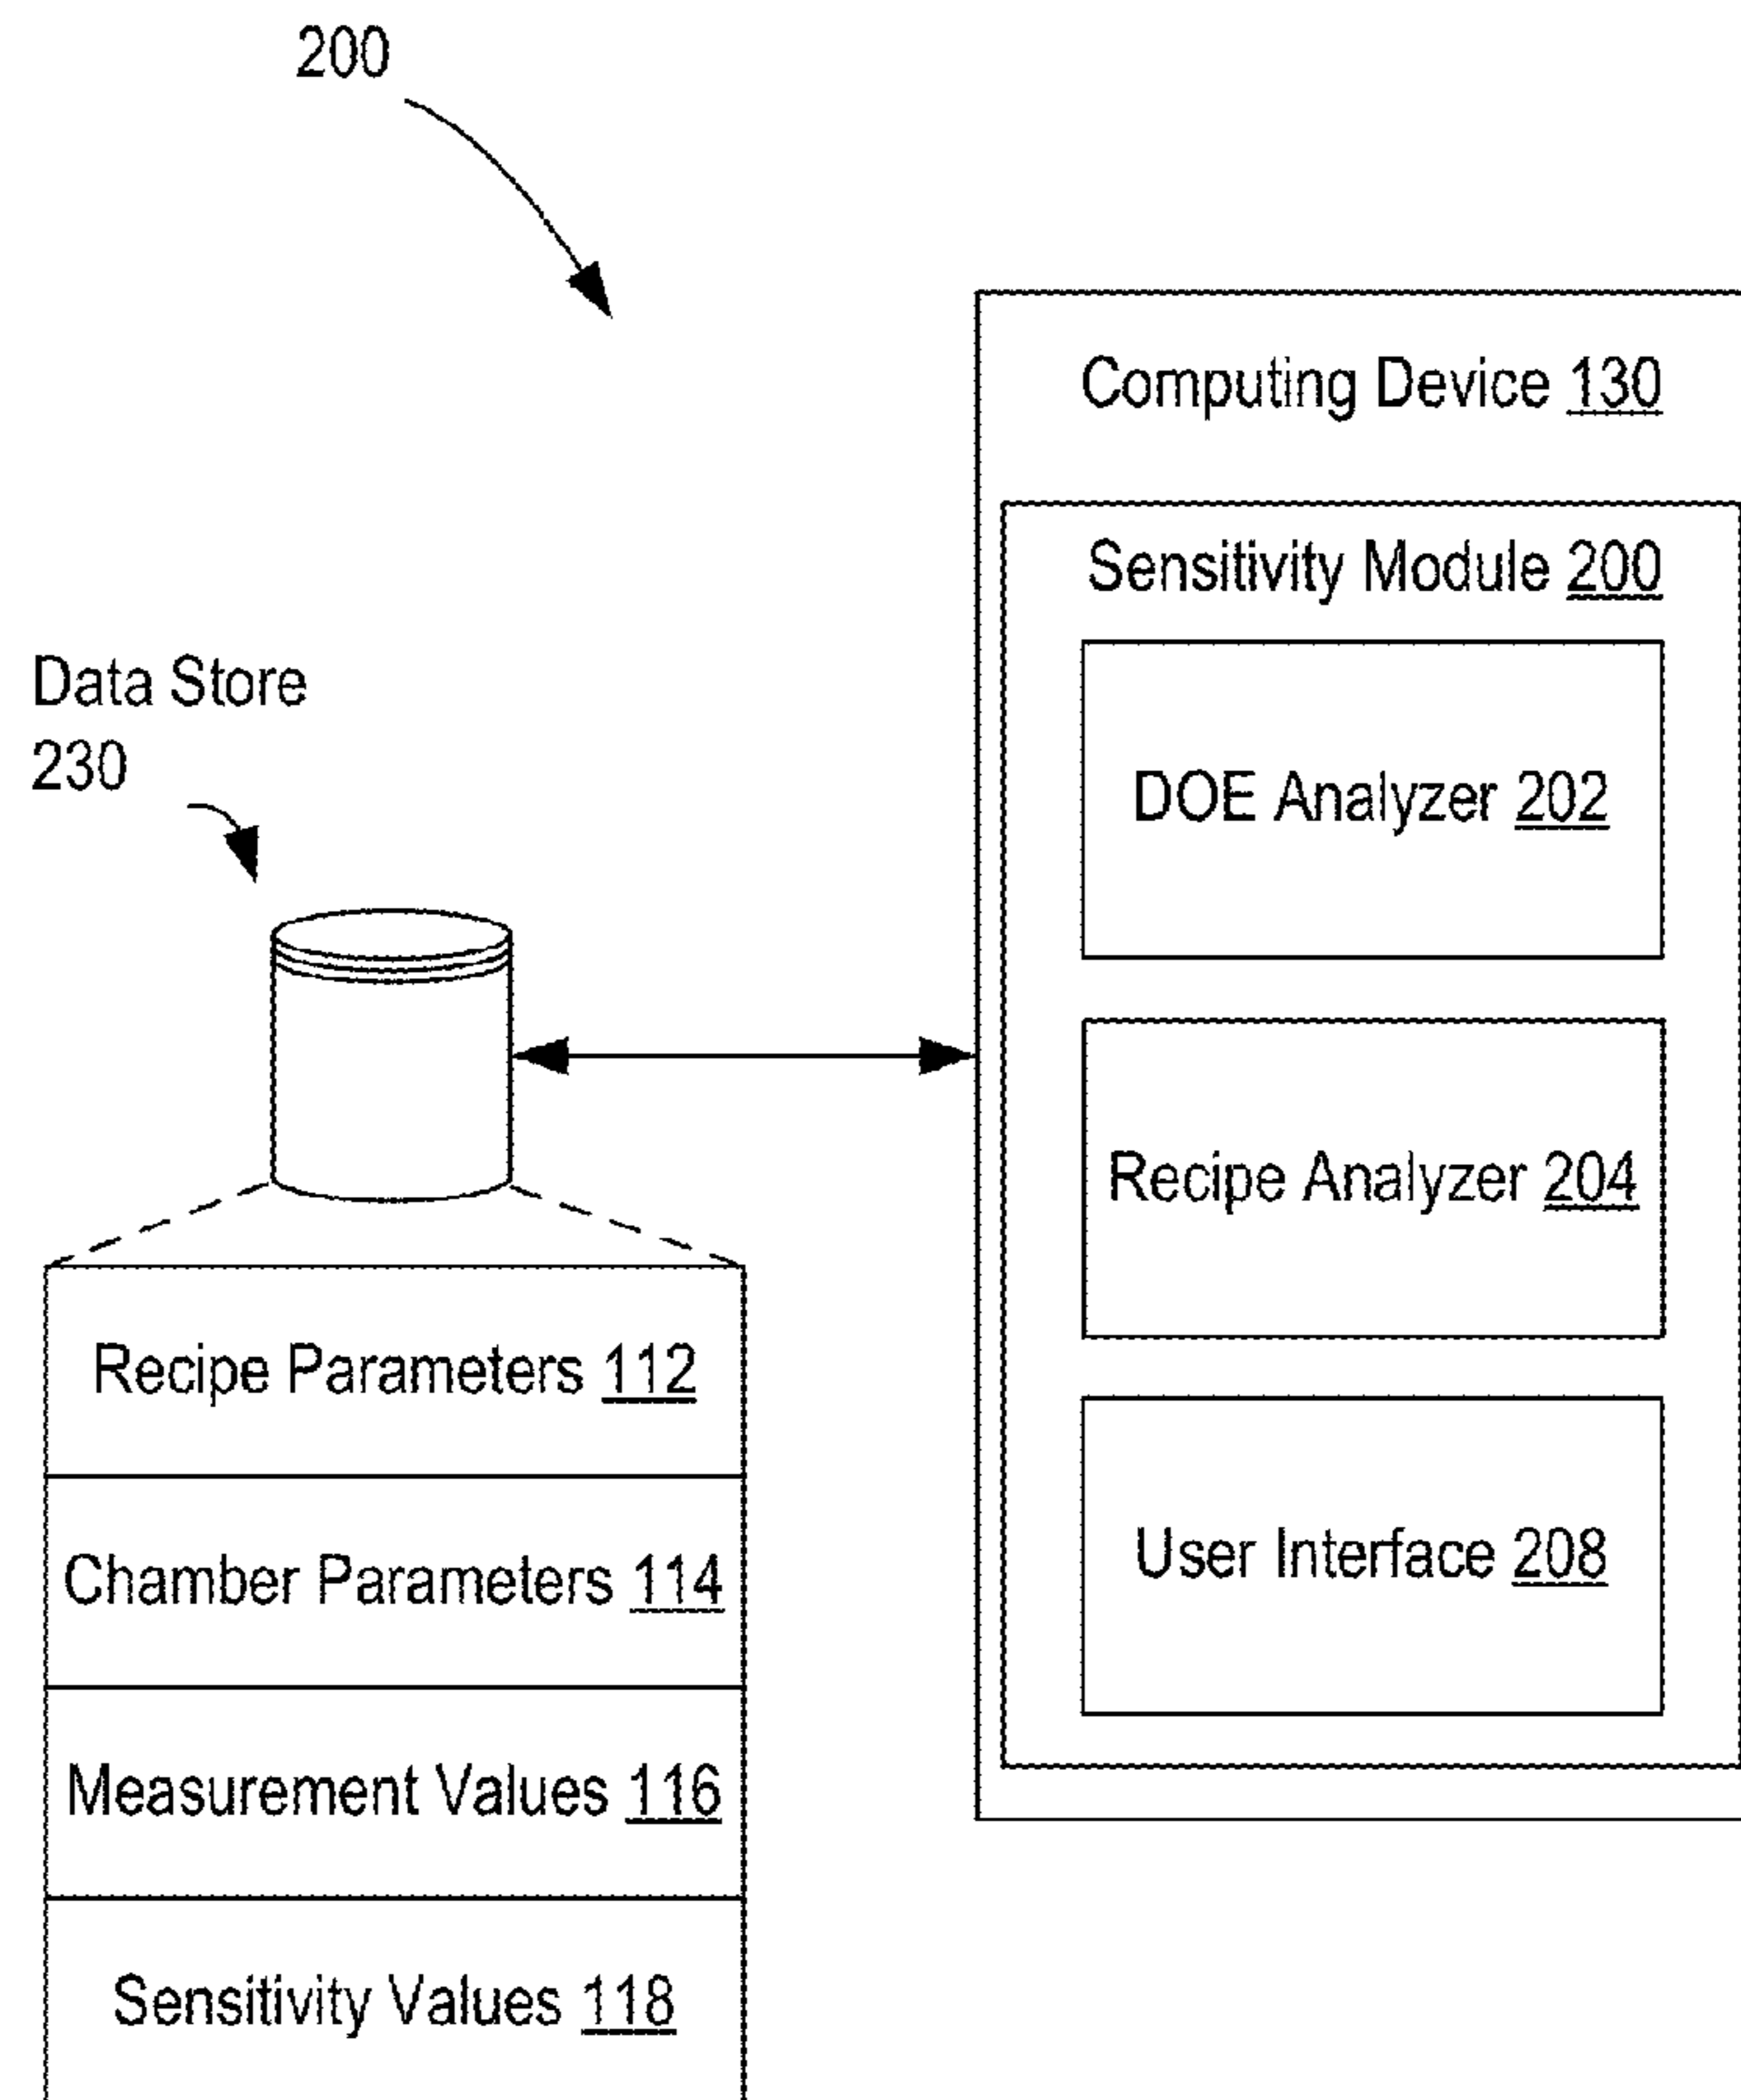 200
Computing Device 130
Sensitivity Module 200
Data Store
230
DOE Analyzer 202
Recipe Analyzer 204
Recipe Parameters 112
User Interface 208
Chamber Parameters 114
Measurement Values 116
Sensitivity Values 118